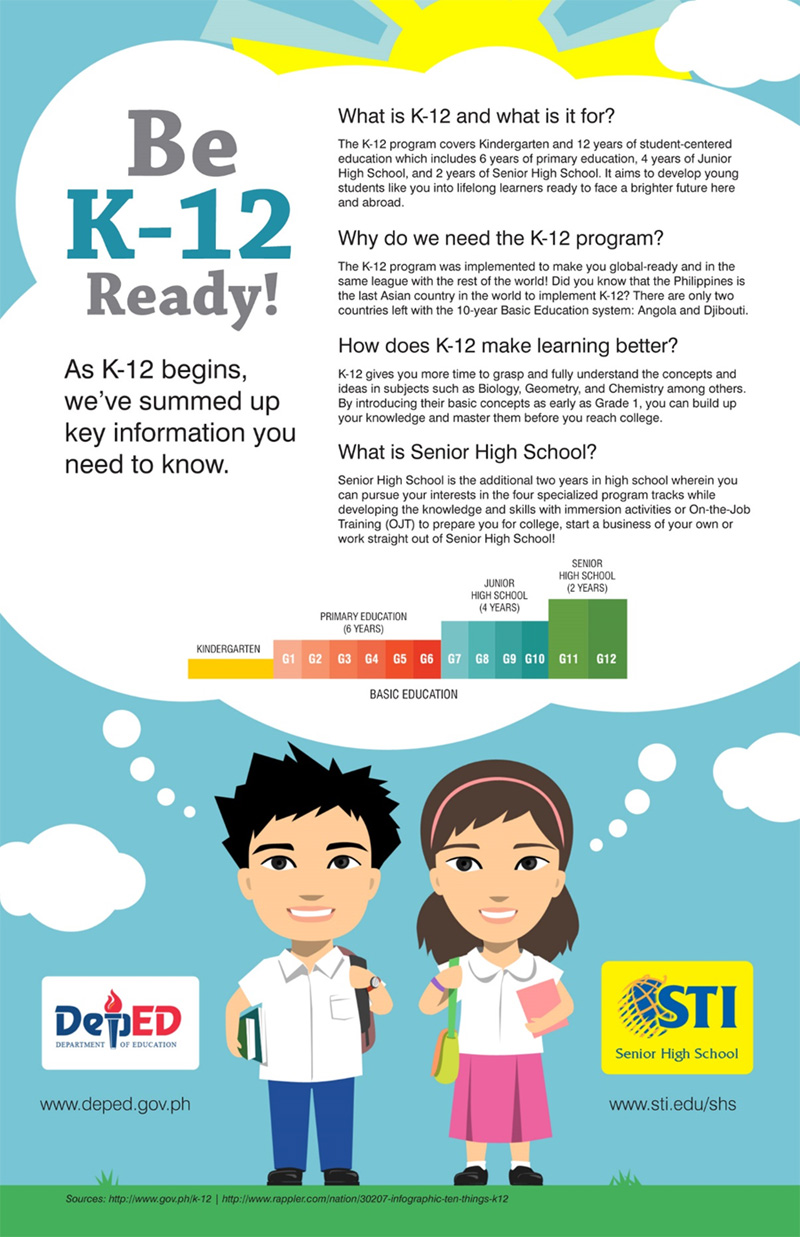 Be
K-12
Ready!
As K-12 begins,
we've summed up
key information you
need to know.
What is K-12 and what is it for?
The K-12 program covers Kindergarten and 12 years of student-centered
education which includes 6 years of primary education, 4 years of Junior
High School, and 2 years of Senior High School. It aims to develop young
students like you into lifelong learners ready to face a brighter future here
and abroad.
Why do we need the K-12 program?
The K-12 program was implemented to make you global-ready and in the
same league with the rest of the world! Did you know that the Philippines is
the last Asian country in the world to implement K-12? There are only two
countries left with the 10-year Basic Education system: Angola and Djibouti.
How does K-12 make learning better?
K-12 gives you more time to grasp and fully understand the concepts and
ideas in subjects such as Biology, Geometry, and Chemistry among others.
By introducing their basic concepts as early as Grade 1, you can build up
your knowledge and master them before you reach college.
What is Senior High School?
Senior High School is the additional two years in high school wherein you
can pursue your interests in the four specialized program tracks while
developing the knowledge and skills with immersion activities or On-the-Job
Training (OJT) to prepare you for college, start a business of your own or
work straight out of Senior High School!
KINDERGARTEN
PRIMARY EDUCATION
(6 YEARS)
JUNIOR
HIGH SCHOOL
(4 YEARS)
SENIOR
HIGH SCHOOL
(2 YEARS)
G1 G2 G3 G4 G5 G6 G7 G8 G9 G10 G11 G12
BASIC EDUCATION
DepED
DEPARTMENT OF EDUCATION
www.deped.gov.ph
STI
Senior High School
www.sti.edu/shs
Sources: http://www.gov.ph/k-12 | http://www.rappler.com/nation/30207-infographic-ten-things-k12